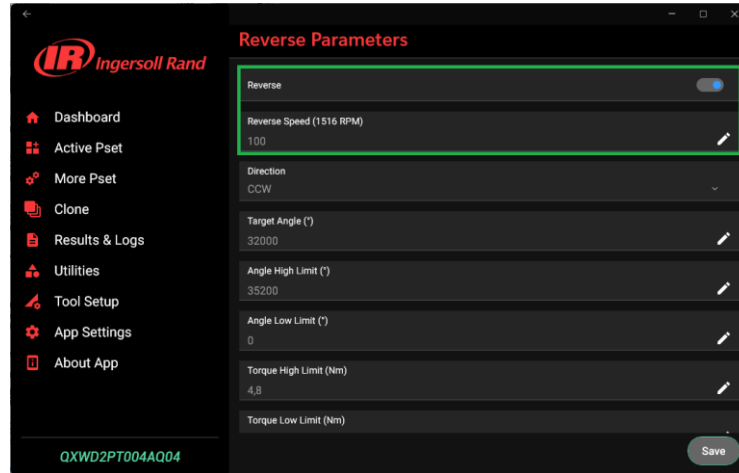 Reverse Parameters
IR Ingersoll Rand
Reverse
Dashboard
Reverse Speed (1516 RPM)
100
Active Pset
More Pset
Direction
CCW
Clone
Target Angle (°)
32000
Results & Logs
Utilities
Angle High Limit (°)
35200
Tool Setup
App Settings
Angle Low Limit (°)
0
About App
Torque High Limit (Nm)
4,8
Torque Low Limit (Nm)
QXWD2PT004AQ04
Save